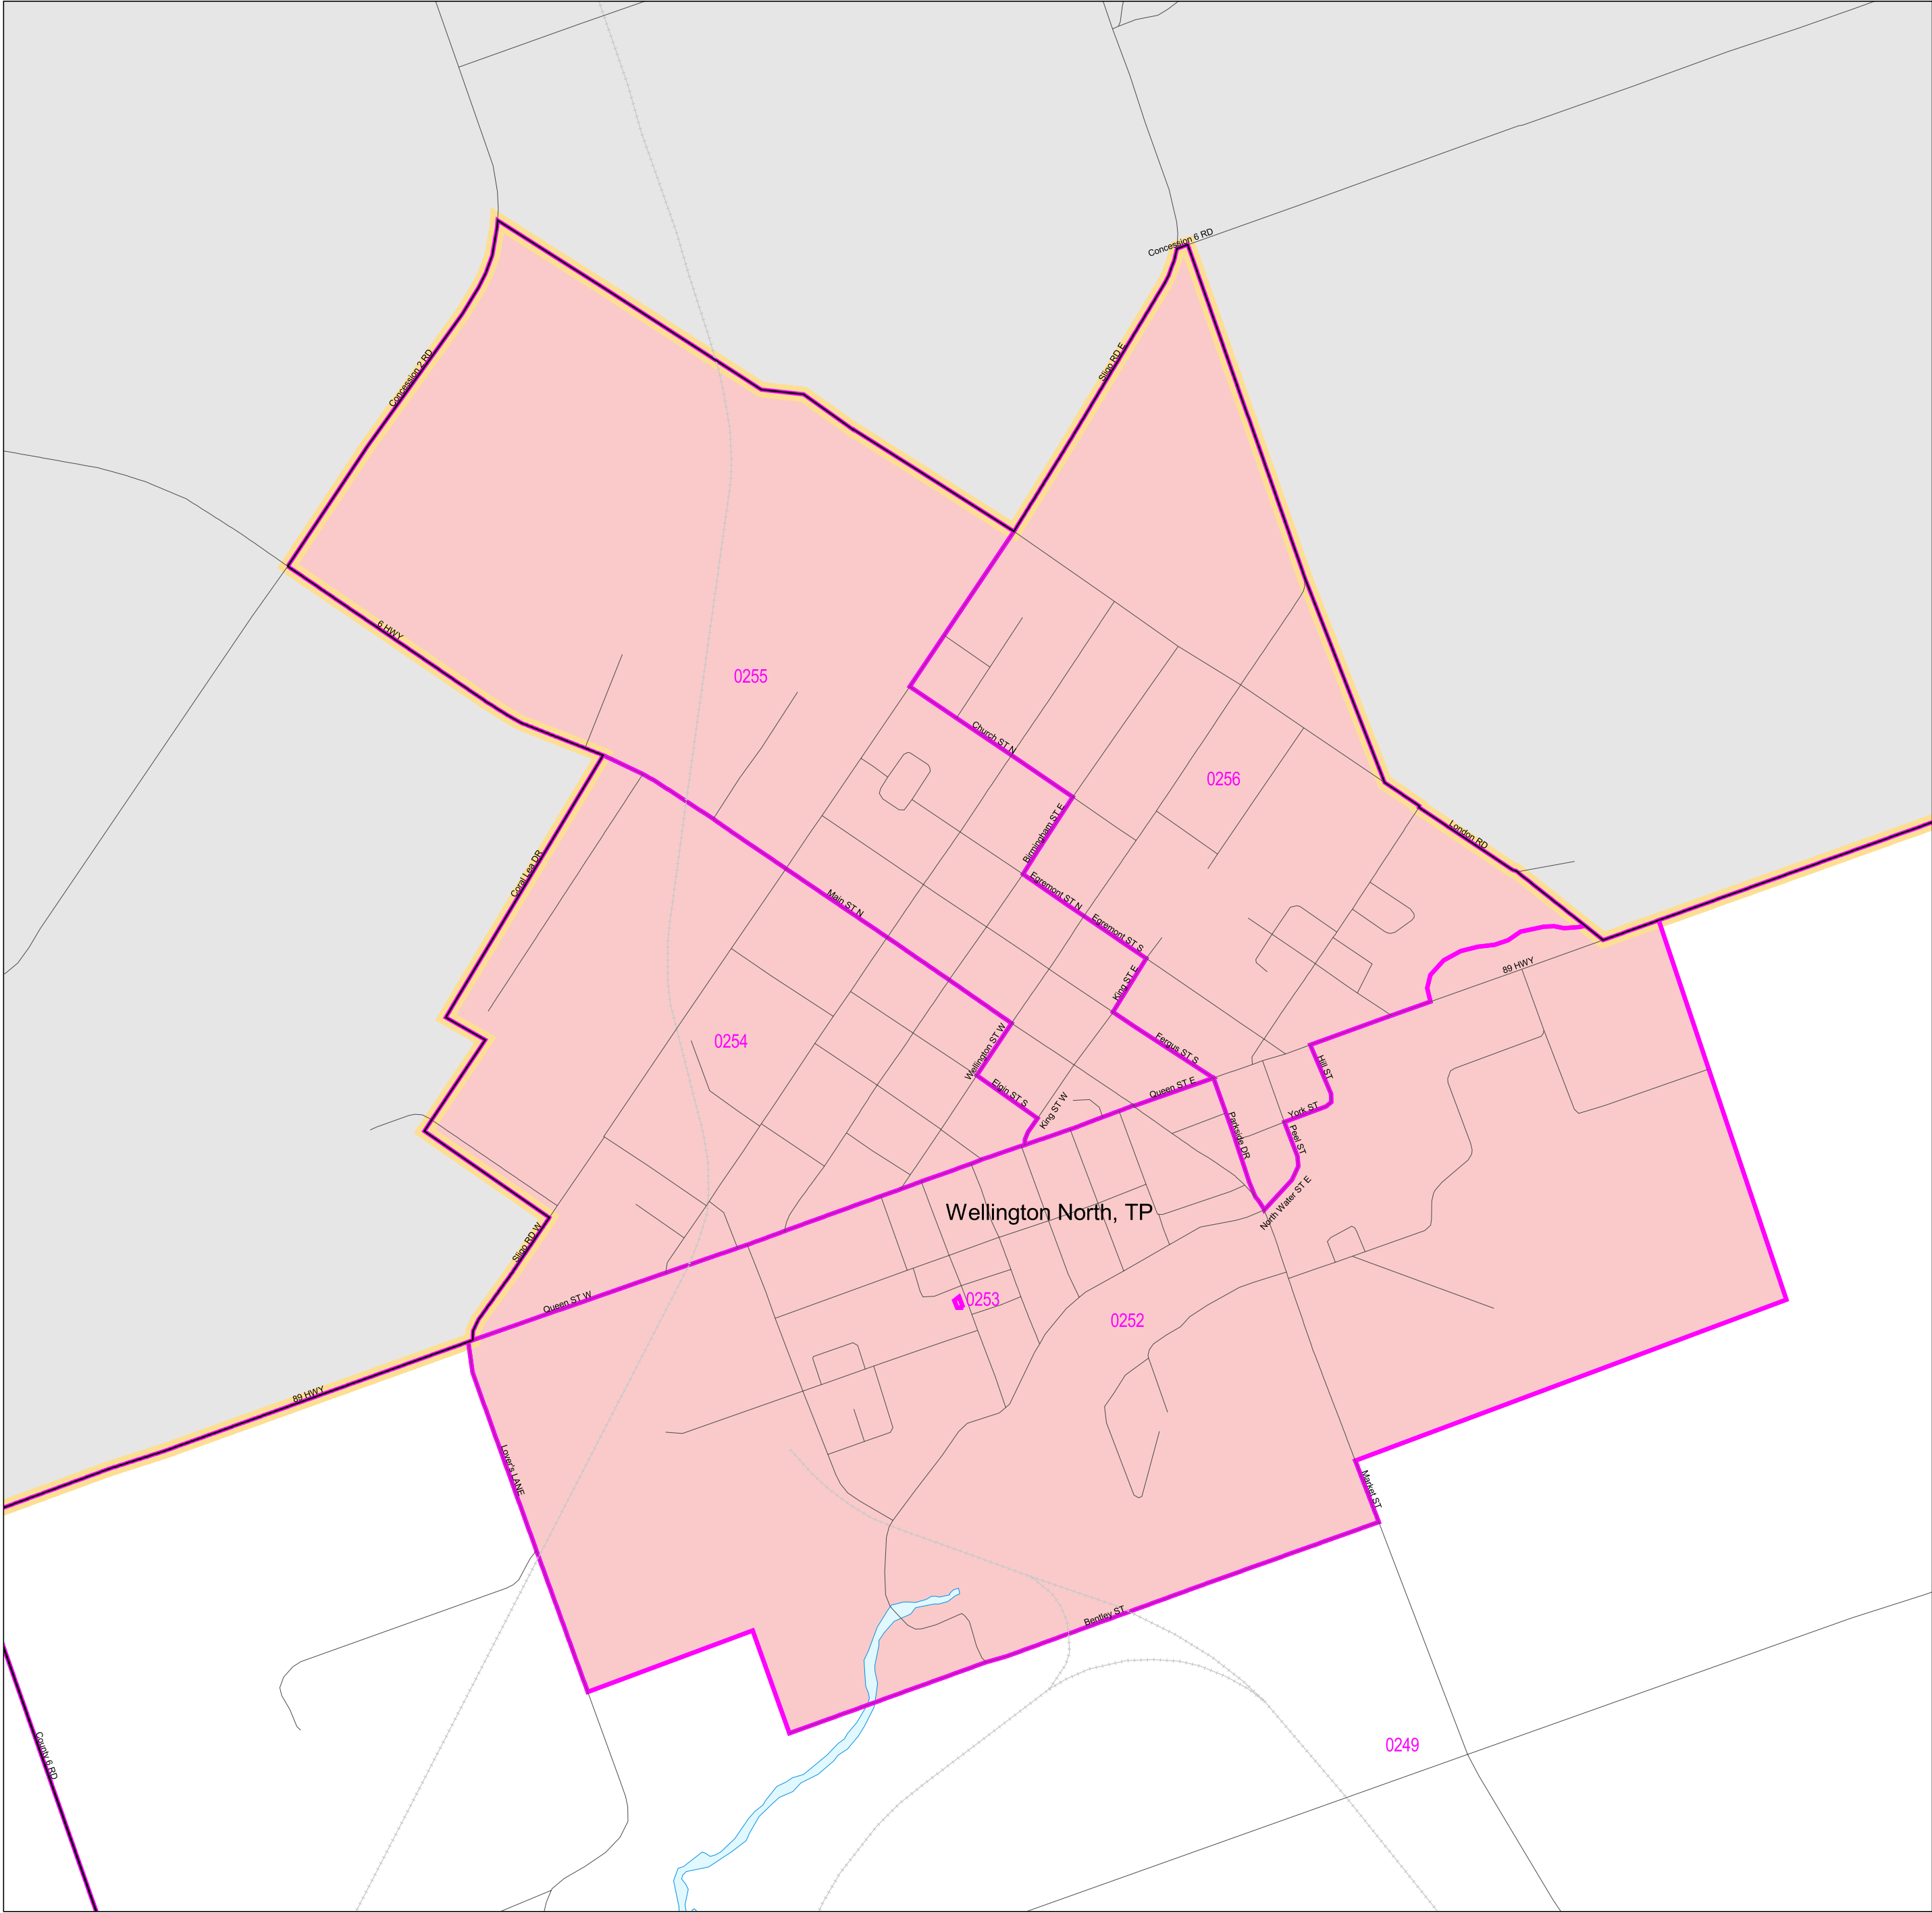 Concession 6 RD
Sligo RD E
Concession 2 RD
6 HWY
0255
Church ST N
0256
Birmingham ST E
London RD
Coral Lea DR
Egremont ST N
Main ST N
Egremont ST S
89 HWY
King ST E
0254
Wellington ST W
Fergus ST S
Hill ST
Elgin ST S
Queen ST E
King ST W
York ST
Parkside DR
Peel ST
North Water ST E
Wellington North, TP
Sligo RD W
Queen ST W
0253
0252
89 HWY
Lover's LANE
Market ST
Bentley ST
County 6 RD
0249